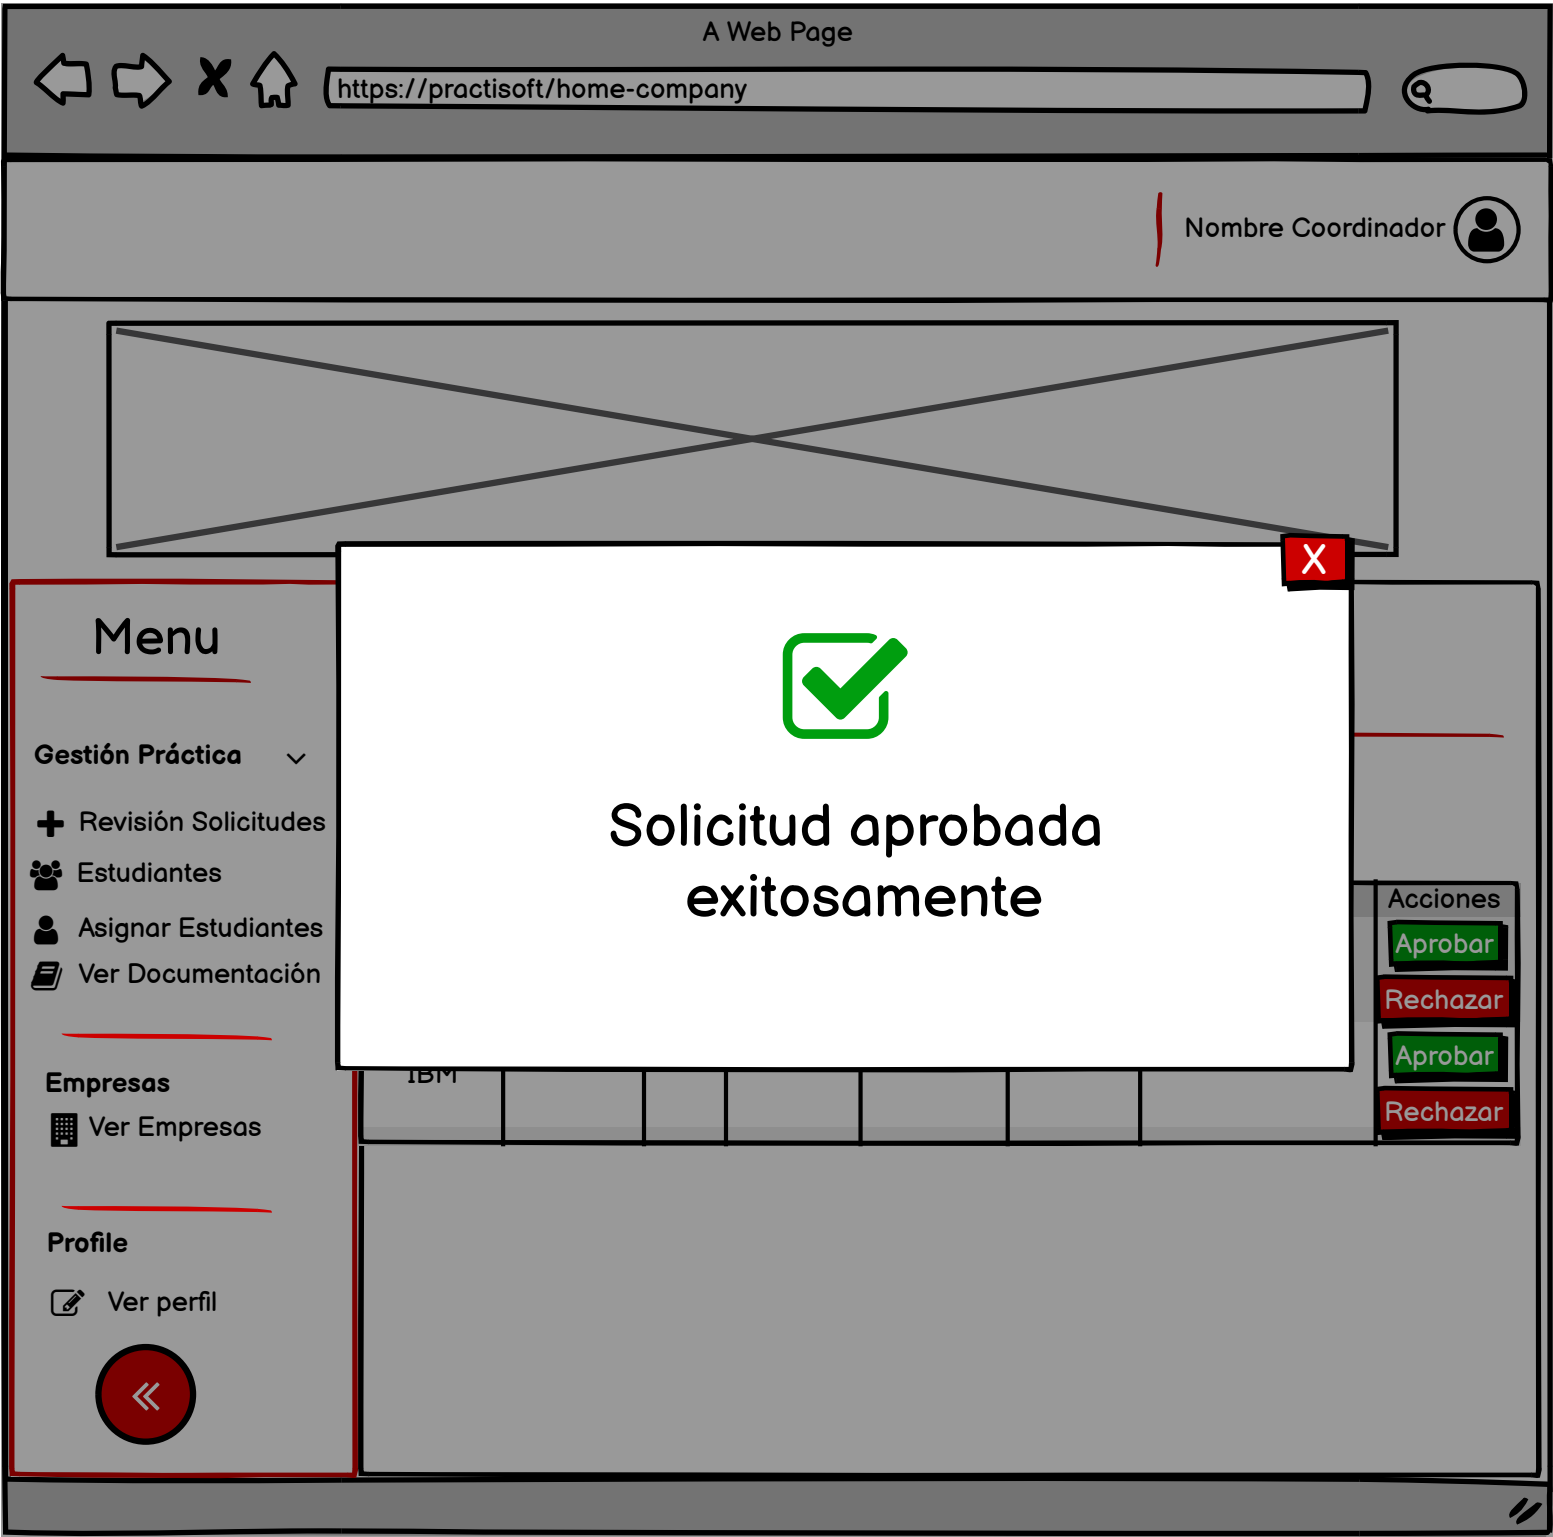 A Web Page
https://practisoft/home-company
Nombre Coordinador
X
Menu
Solicitud aprobada
exitosamente
Gestión Práctica
Revisión Solicitudes
Estudiantes
Asignar Estudiantes
Ver Documentación
Acciones
Aprobar
Rechazar
Aprobar
Rechazar
IBM
Empresas
Ver Empresas
Profile
Ver perfil